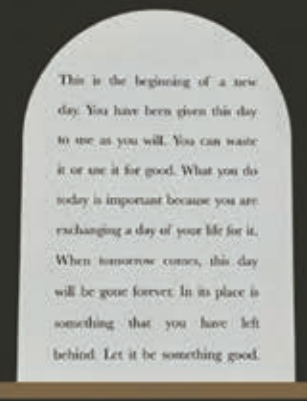 This is the beginning of a new
day. You have been given this day
to use as you will. You can waste
it or use it for good. What you do
today is important because you are
exchanging a day of your life for it.
When tomorrow comes, this day
will be gone forever. In its place is
something that you have left
behind. Let it be something good.